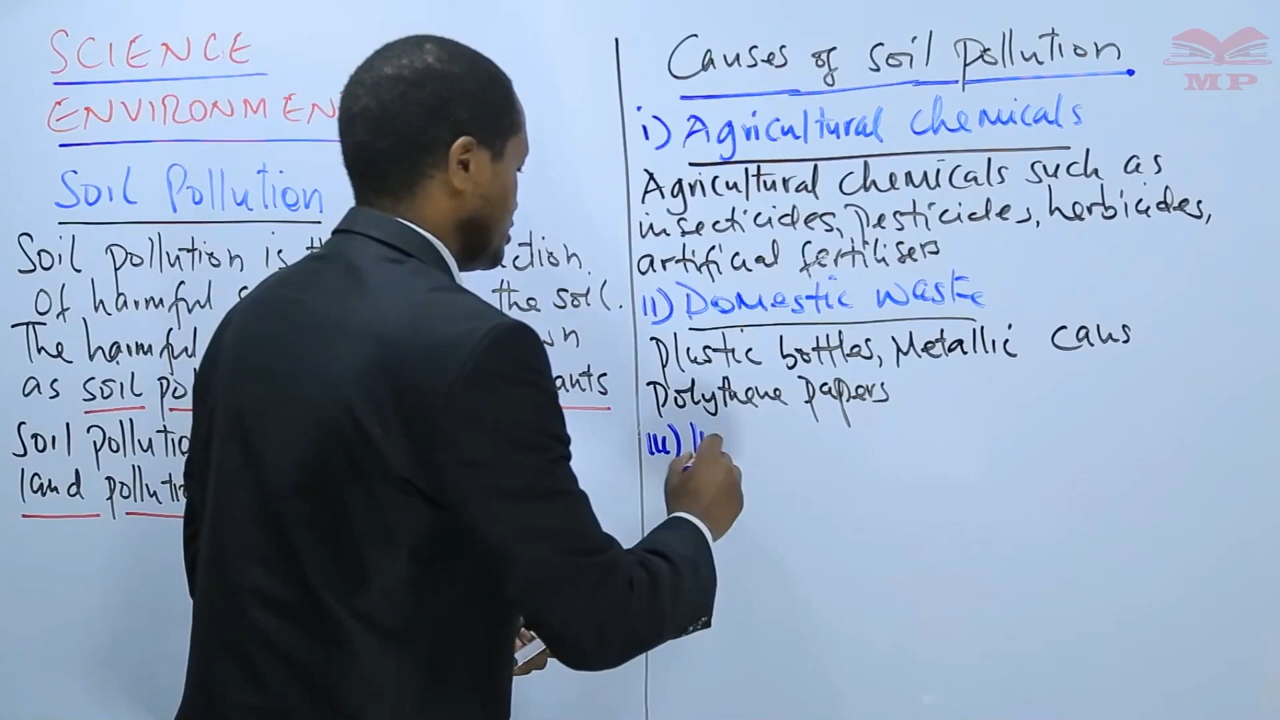 SCIENCE
ENVIRONMEN
Soil Pollution
Soil pollution is
Of harmful the soil.
The harmful
as soil
Soil
land
Causes of soil pollution
i) Agricultural chemicals
Agricultural chemicals such as
insecticides, pesticides, herbicides,
artificial fertilisers
ii) Domestic waste
Plastic bottles, Metallic cans
Polythene papers
iii)
MP